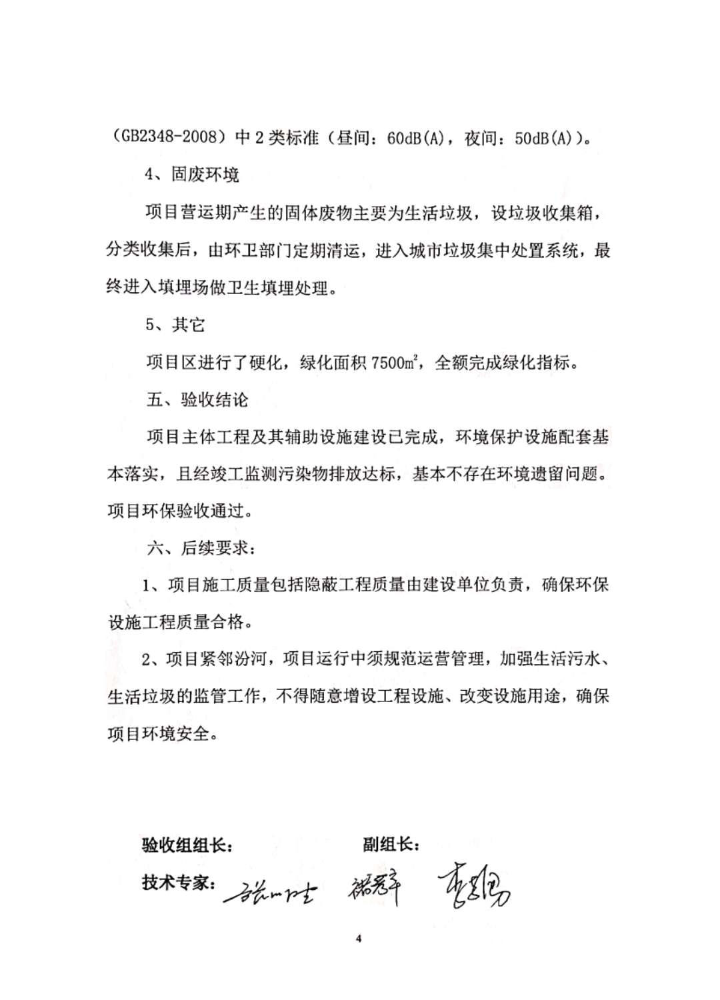 （GB2348-2008）中 2 类标准（昼间：60dB(A)，夜间：50dB(A)）。
4、固废环境
项目营运期产生的固体废物主要为生活垃圾，设垃圾收集箱，
分类收集后，由环卫部门定期清运，进入城市垃圾集中处置系统，最
终进入填埋场做卫生填埋处理。
5、其它
项目区进行了硬化，绿化面积 7500m²，全额完成绿化指标。
五、验收结论
项目主体工程及其辅助设施建设已完成，环境保护设施配套基
本落实，且经竣工监测污染物排放达标，基本不存在环境遗留问题。
项目环保验收通过。
六、后续要求：
1、项目施工质量包括隐蔽工程质量由建设单位负责，确保环保
设施工程质量合格。
2、项目紧邻汾河，项目运行中须规范运营管理，加强生活污水、
生活垃圾的监管工作，不得随意增设工程设施、改变设施用途，确保
项目环境安全。
验收组组长： 副组长：
技术专家：
4